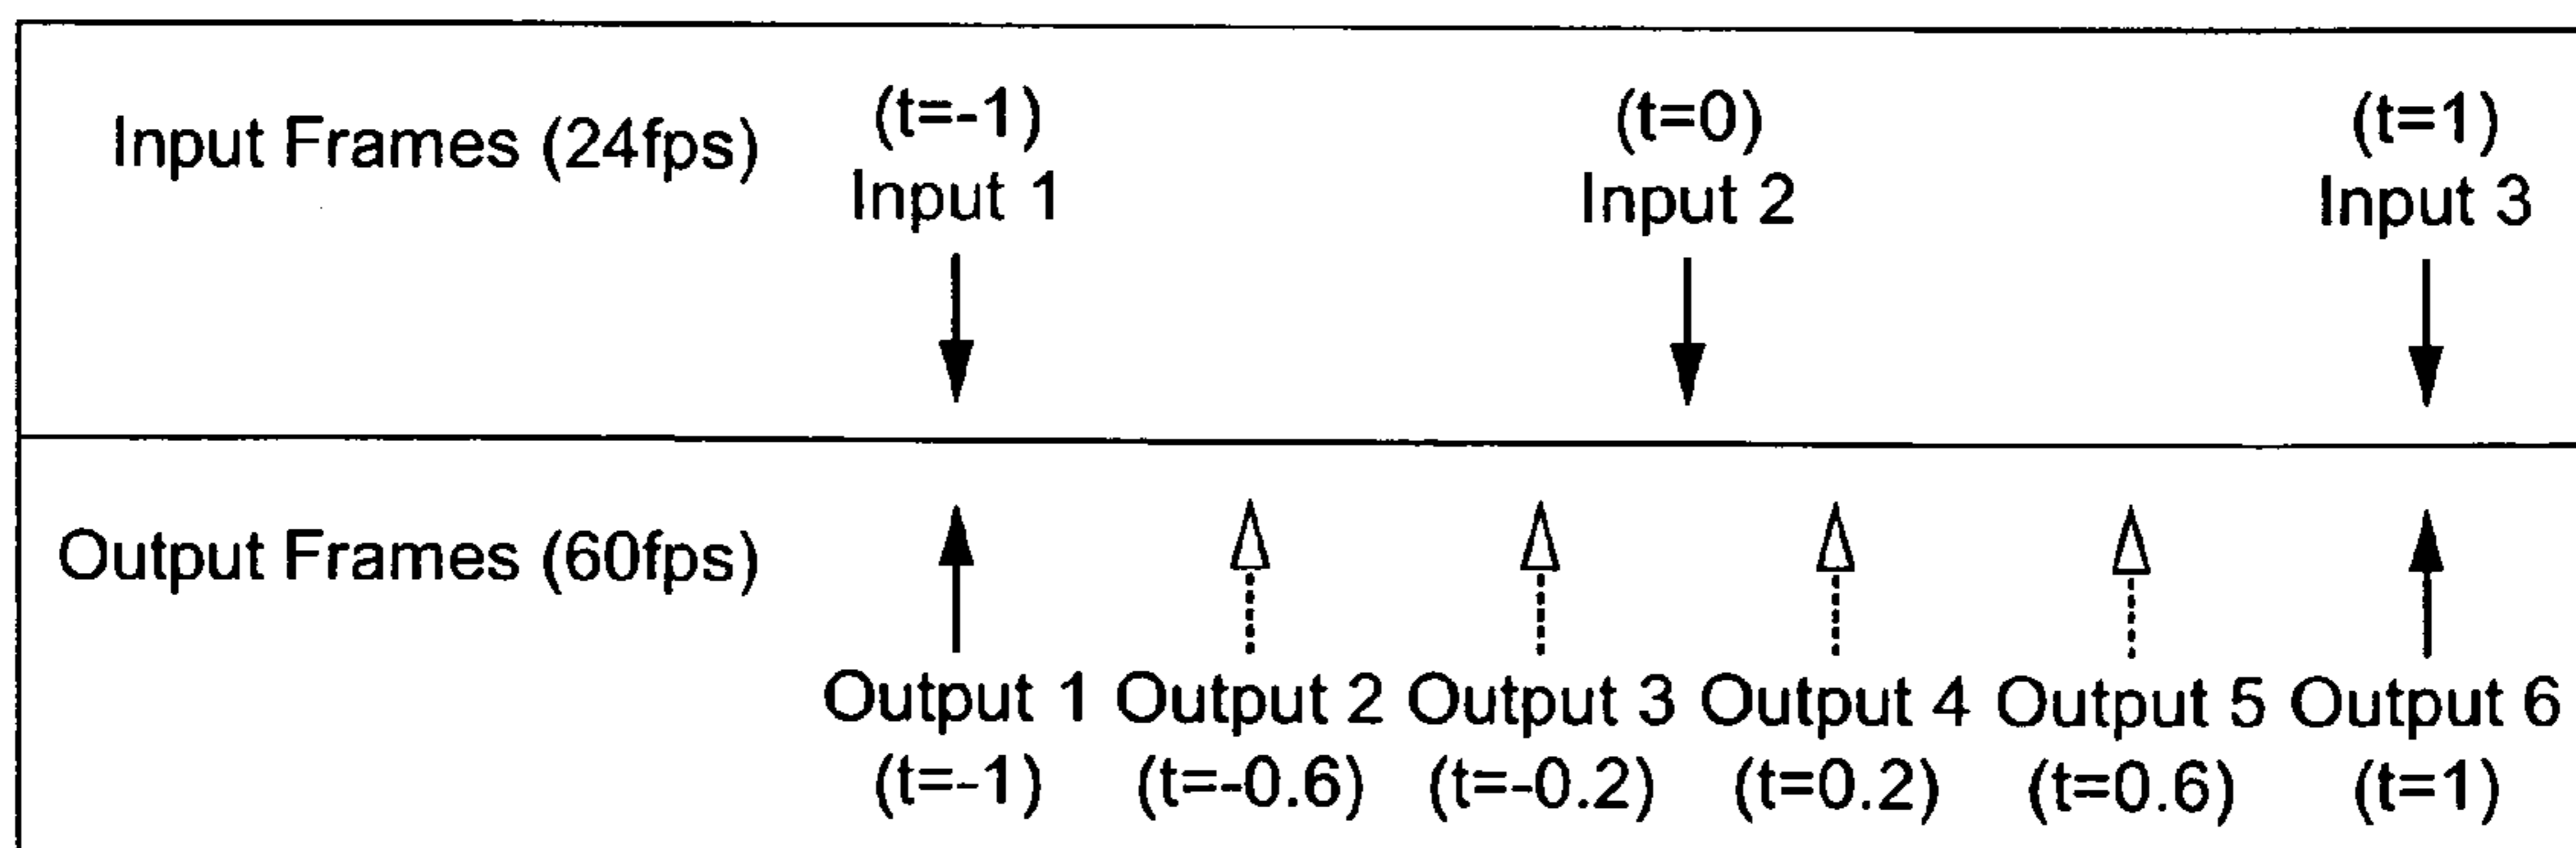 Input Frames (24fps)
(t=-1) (t=0) (t=1)
Input 1 Input 2 Input 3
Output Frames (60fps)
Output 1 Output 2 Output 3 Output 4 Output 5 Output 6
(t=-1) (t=-0.6) (t=-0.2) (t=0.2) (t=0.6) (t=1)